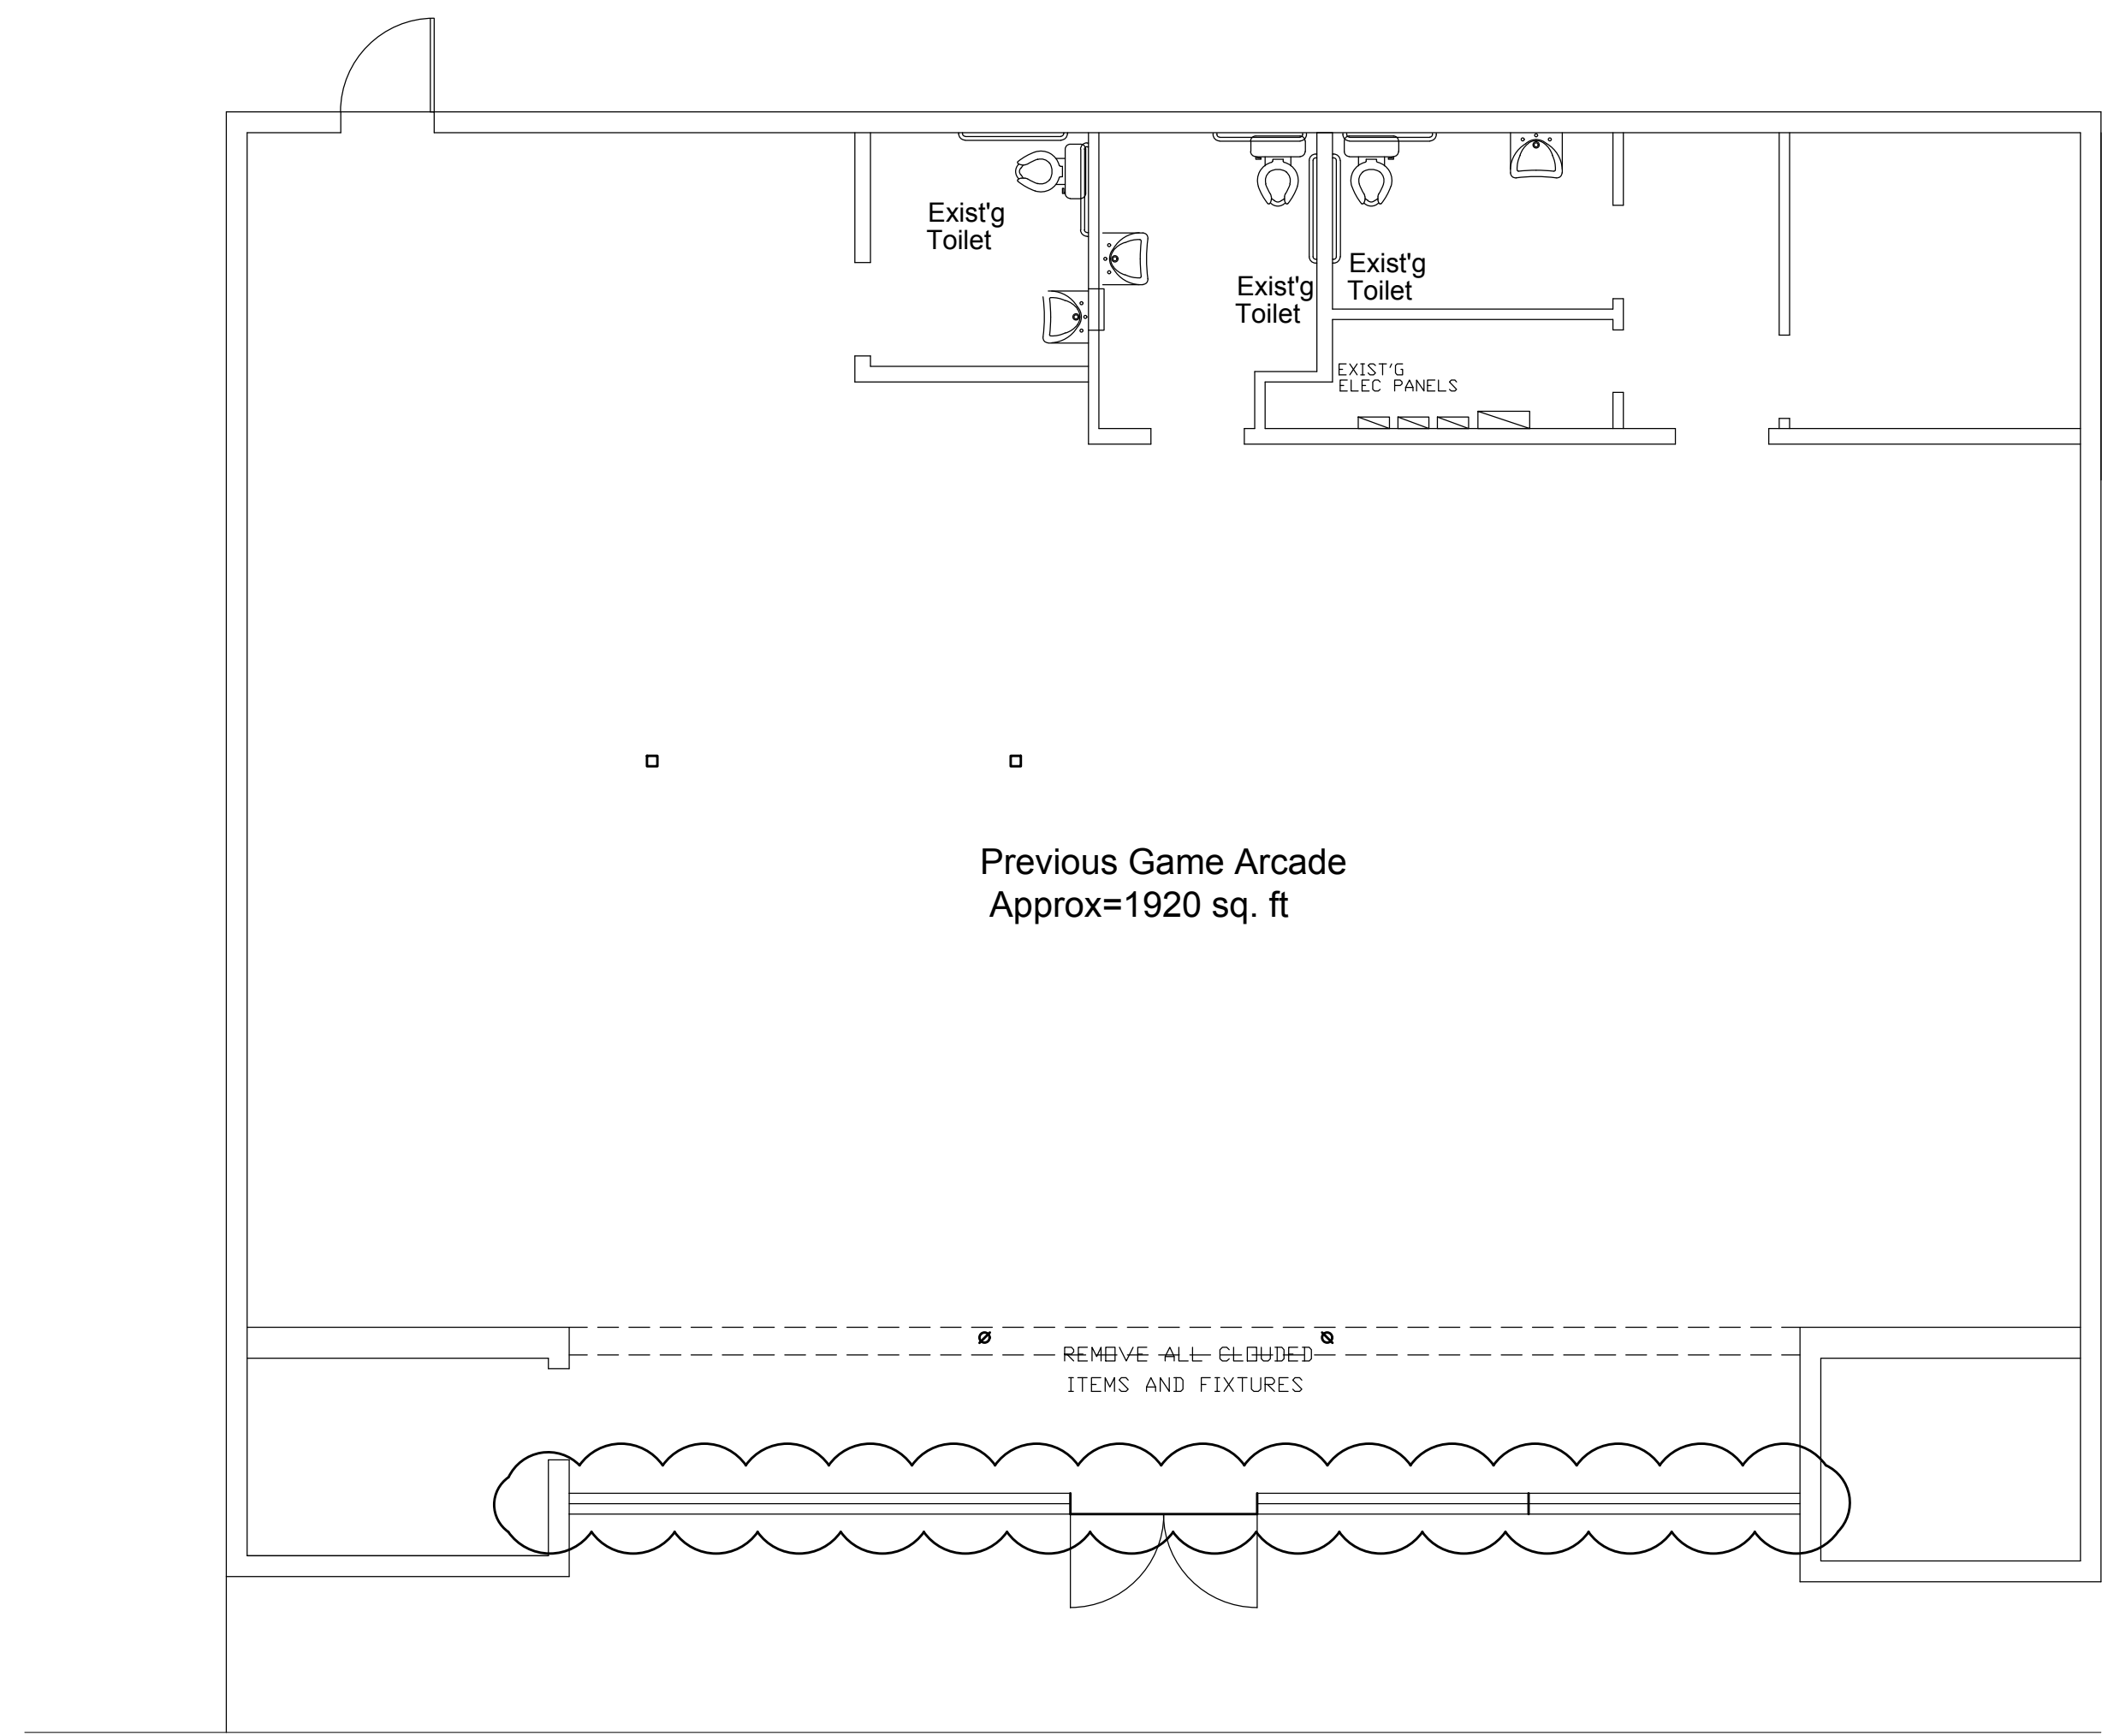 Exist'g
Toilet
Exist'g
Toilet
Exist'g
Toilet
EXIST'G
ELEC PANELS
Previous Game Arcade
Approx=1920 sq. ft
REMOVE ALL CLOUDED
ITEMS AND FIXTURES